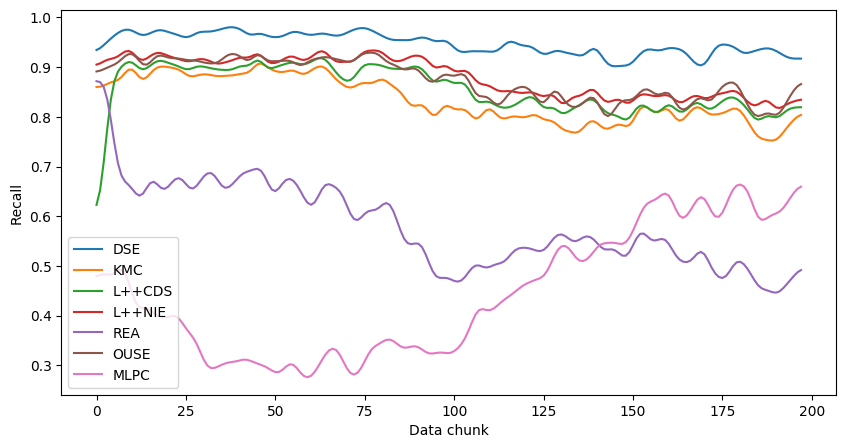 1.0
0.9
0.8
0.7
0.6
0.5
0.4
0.3
Recall
DSE
KMC
L++CDS
L++NIE
REA
OUSE
MLPC
0 25 50 75 100 125 150 175 200
Data chunk